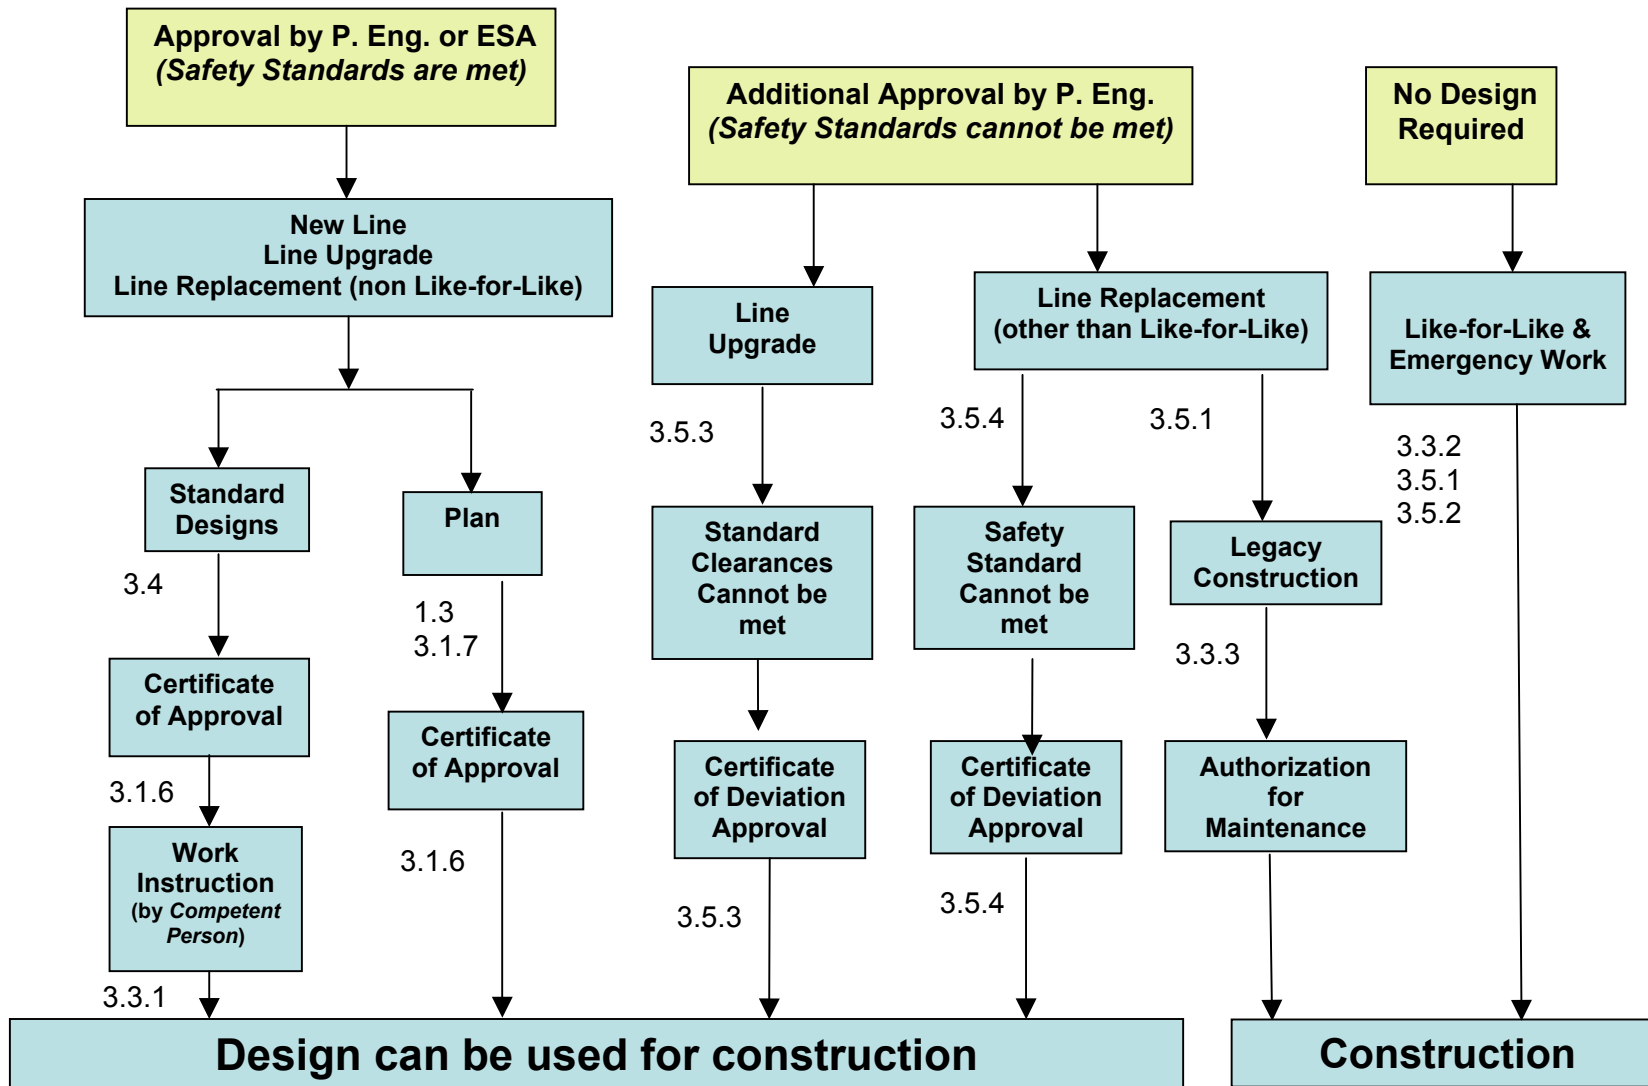 Approval by P. Eng. or ESA
(Safety Standards are met)
Additional Approval by P. Eng.
(Safety Standards cannot be met)
No Design
Required
New Line
Line Upgrade
Line Replacement (non Like-for-Like)
Line
Upgrade
Line Replacement
(other than Like-for-Like)
Like-for-Like &
Emergency Work
3.5.3
3.5.4
3.5.1
3.3.2
3.5.1
3.5.2
Standard
Designs
Plan
Standard
Clearances
Cannot be
met
Safety
Standard
Cannot be
met
Legacy
Construction
3.4
1.3
3.1.7
3.3.3
Certificate
of Approval
Certificate
of Approval
Certificate
of Deviation
Approval
Certificate
of Deviation
Approval
Authorization
for
Maintenance
3.1.6
3.1.6
3.5.3
3.5.4
Work
Instruction
(by Competent
Person)
3.3.1
Design can be used for construction
Construction